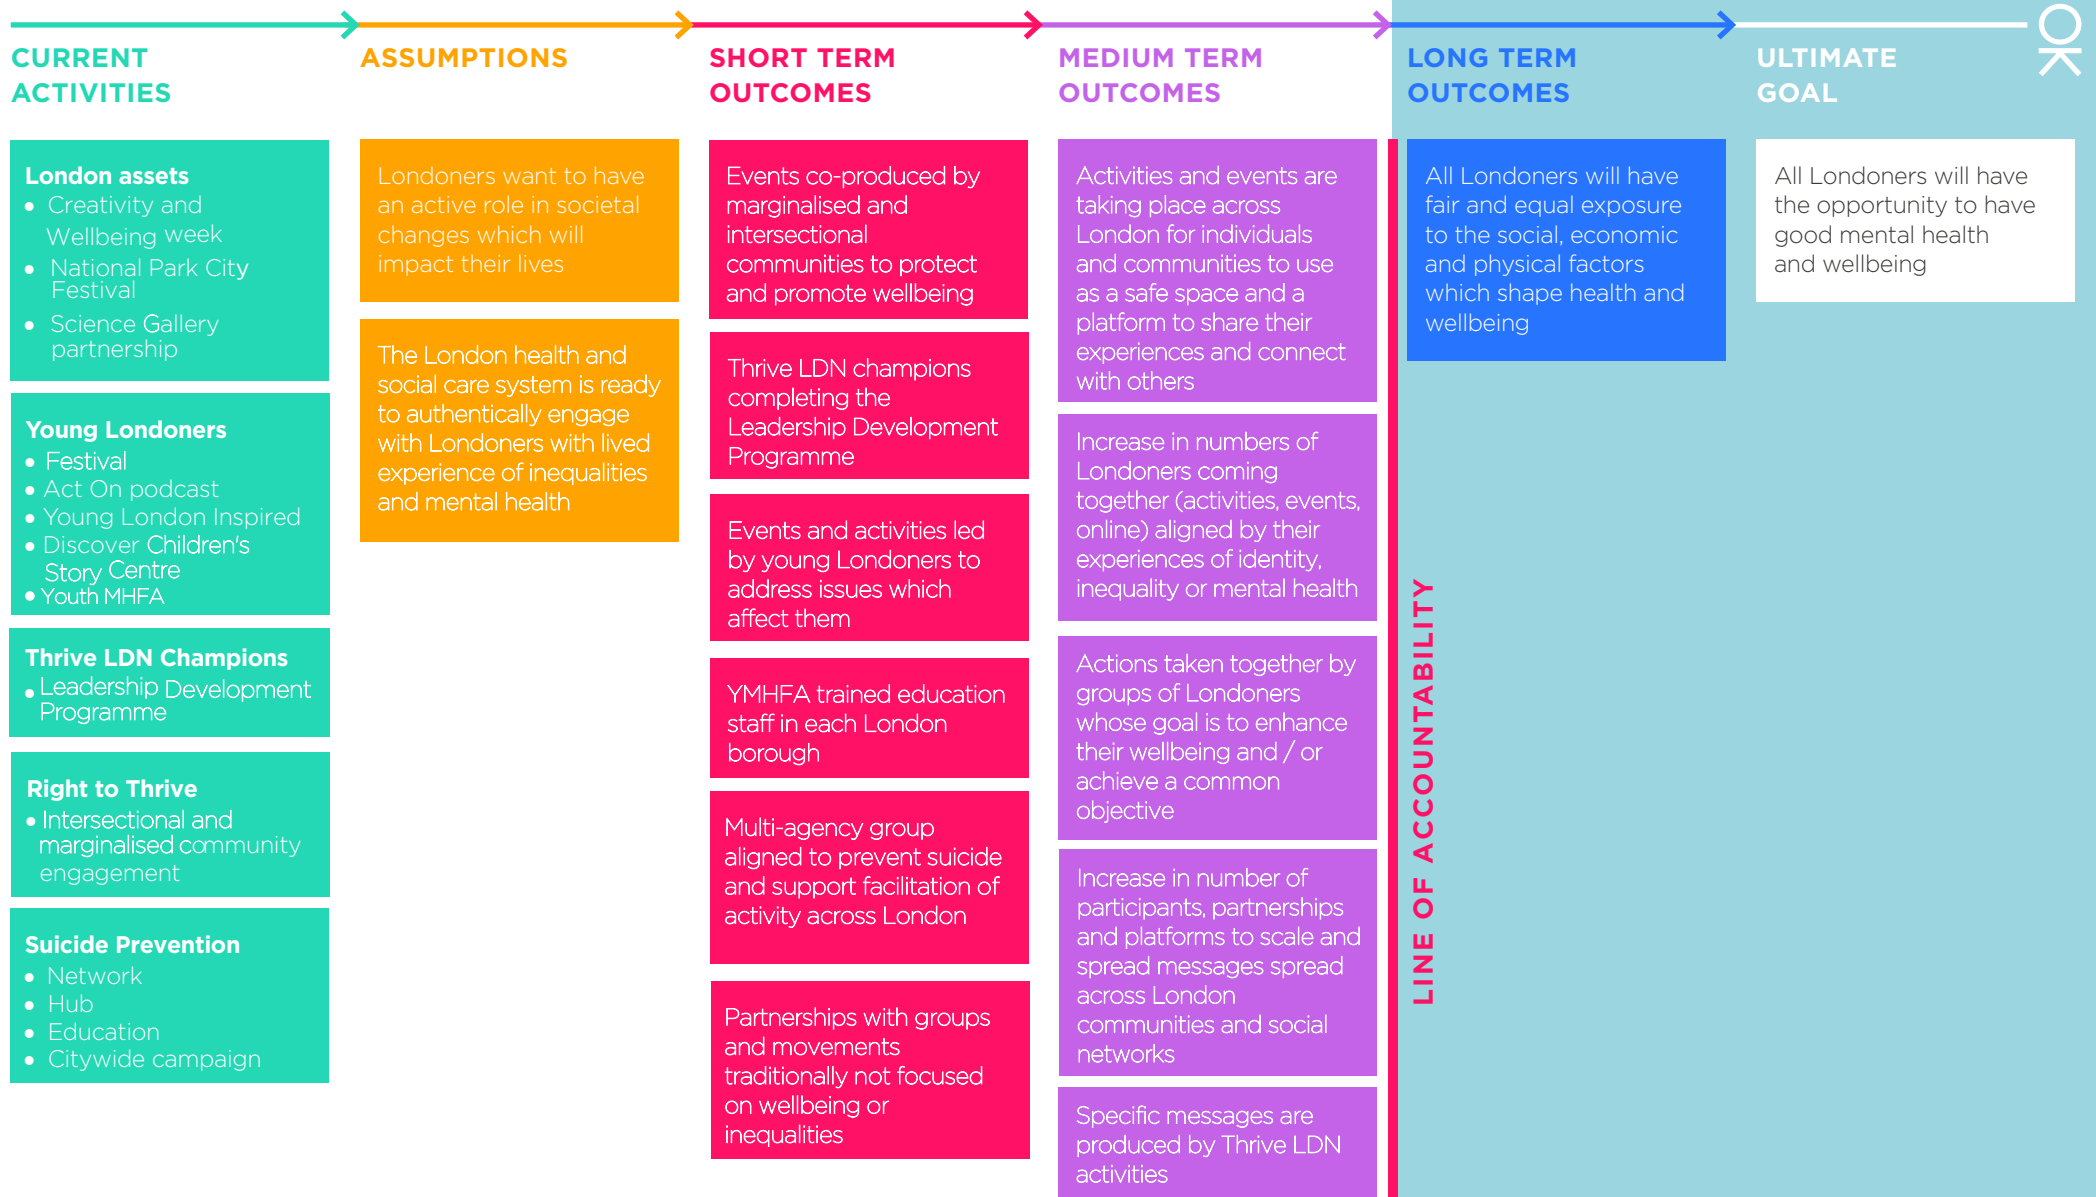 CURRENT
ACTIVITIES
London assets
• Creativity and
Wellbeing week
• National Park City
Festival
• Science Gallery
partnership
Young Londoners
• Festival
• Act On podcast
• Young London Inspired
• Discover Children's
Story Centre
• Youth MHFA
Thrive LDN Champions
• Leadership Development
Programme
Right to Thrive
• Intersectional and
marginalised community
engagement
Suicide Prevention
• Network
• Hub
• Education
• Citywide campaign
ASSUMPTIONS
Londoners want to have
an active role in societal
changes which will
impact their lives
The London health and
social care system is ready
to authentically engage
with Londoners with lived
experience of inequalities
and mental health
SHORT TERM
OUTCOMES
Events co-produced by
marginalised and
intersectional
communities to protect
and promote wellbeing
Thrive LDN champions
completing the
Leadership Development
Programme
Events and activities led
by young Londoners to
address issues which
affect them
YMHFA trained education
staff in each London
borough
Multi-agency group
aligned to prevent suicide
and support facilitation of
activity across London
Partnerships with groups
and movements
traditionally not focused
on wellbeing or
inequalities
MEDIUM TERM
OUTCOMES
Activities and events are
taking place across
London for individuals
and communities to use
as a safe space and a
platform to share their
experiences and connect
with others
Increase in numbers of
Londoners coming
together (activities, events,
online) aligned by their
experiences of identity,
inequality or mental health
Actions taken together by
groups of Londoners
whose goal is to enhance
their wellbeing and / or
achieve a common
objective
Increase in number of
participants, partnerships
and platforms to scale and
spread messages spread
across London
communities and social
networks
Specific messages are
produced by Thrive LDN
activities
LINE OF ACCOUNTABILITY
LONG TERM
OUTCOMES
All Londoners will have
fair and equal exposure
to the social, economic
and physical factors
which shape health and
wellbeing
ULTIMATE
GOAL
All Londoners will have
the opportunity to have
good mental health
and wellbeing
OK